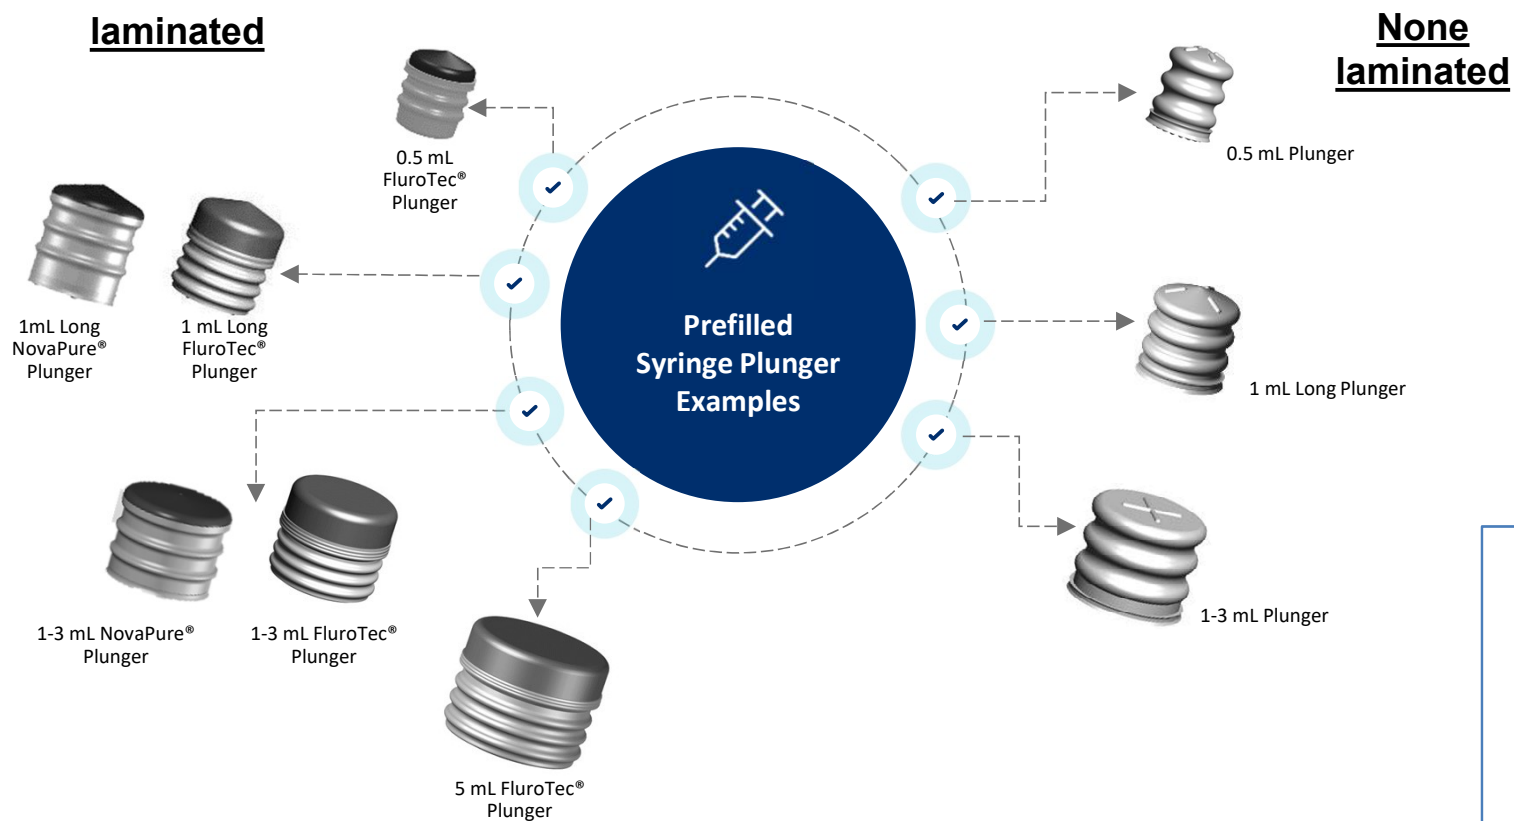 laminated
None
laminated
0.5 mL
FluroTec®
Plunger
0.5 mL Plunger
1mL Long
NovaPure®
Plunger
1 mL Long
FluroTec®
Plunger
Prefilled
Syringe Plunger
Examples
1 mL Long Plunger
1-3 mL NovaPure®
Plunger
1-3 mL FluroTec®
Plunger
1-3 mL Plunger
5 mL FluroTec®
Plunger